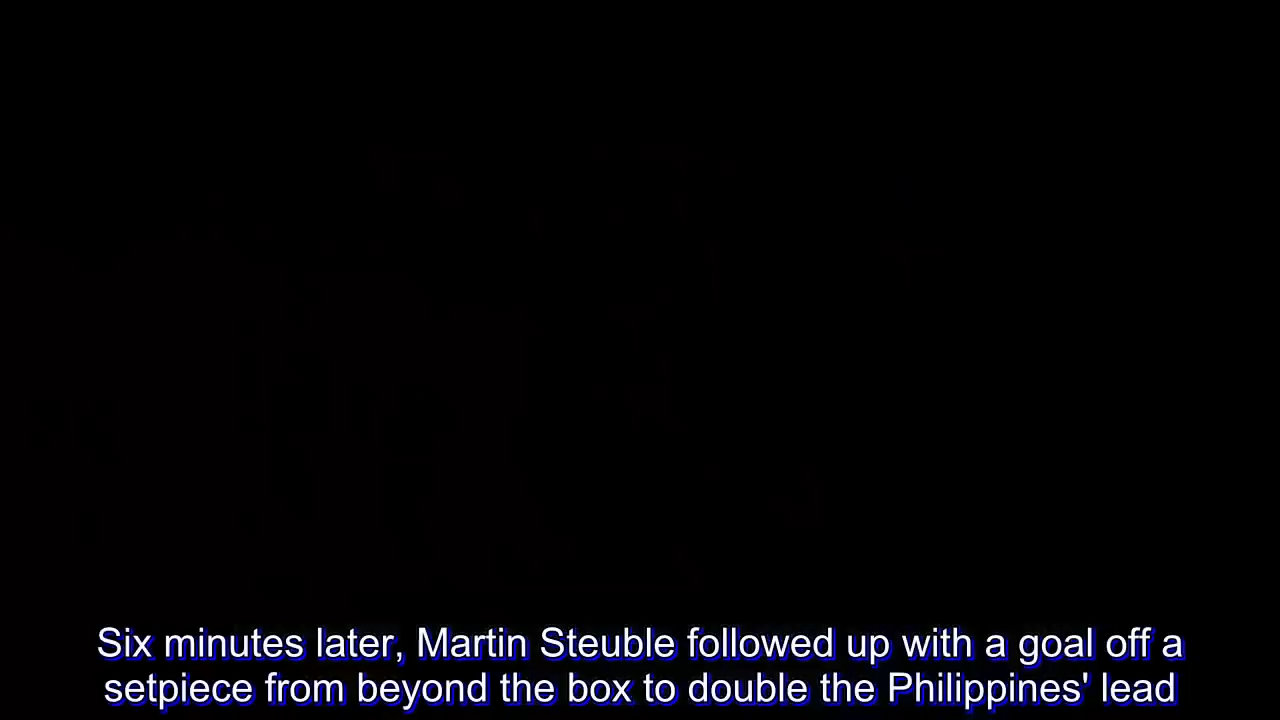 Six minutes later, Martin Steuble followed up with a goal off a
setpiece from beyond the box to double the Philippines' lead